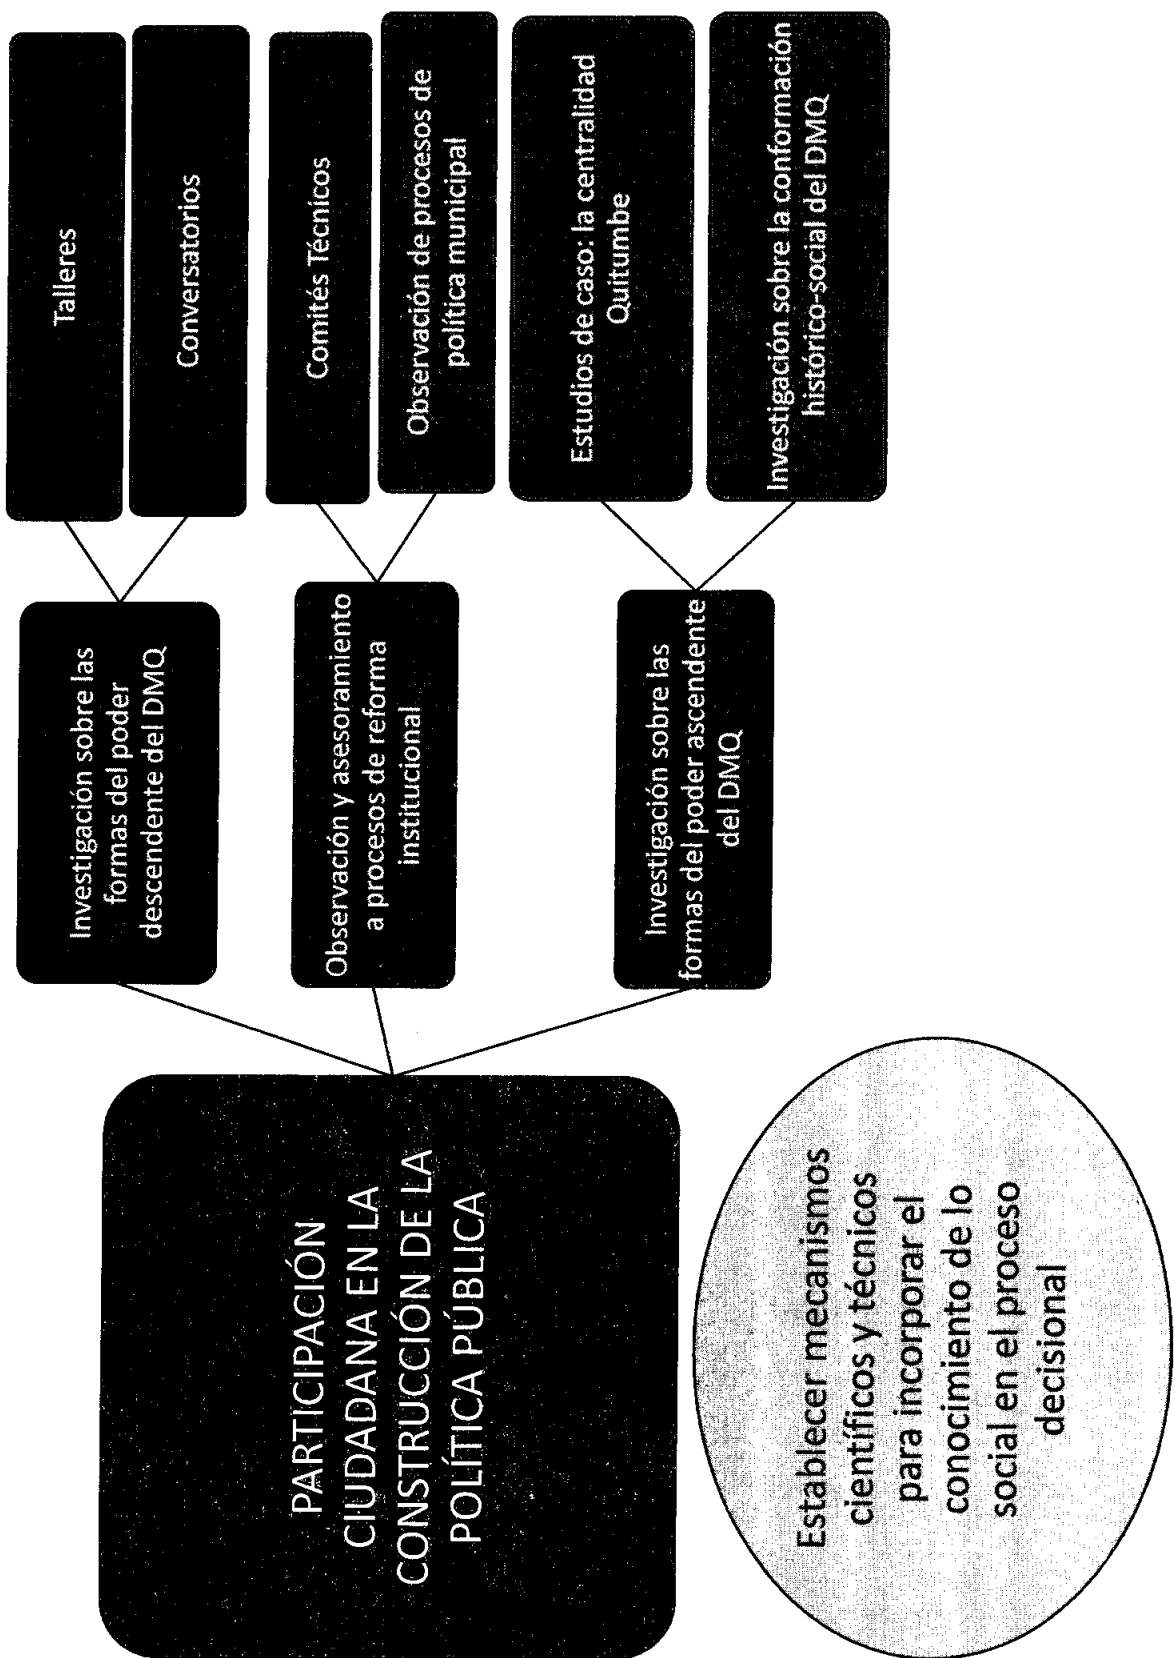 PARTICIPACIÓN
CIUDADANA EN LA
CONSTRUCCIÓN DE LA
POLÍTICA PÚBLICA
Investigación sobre las
formas del poder
descendente del DMQ
Talleres
Conversatorios
Observación y asesoramiento
a procesos de reforma
institucional
Comités Técnicos
Observación de procesos de
política municipal
Investigación sobre las
formas del poder ascendente
del DMQ
Estudios de caso: la centralidad
Quitumbe
Investigación sobre la conformación
histórico-social del DMQ
Establecer mecanismos
científicos y técnicos
para incorporar el
conocimiento de lo
social en el proceso
decisional